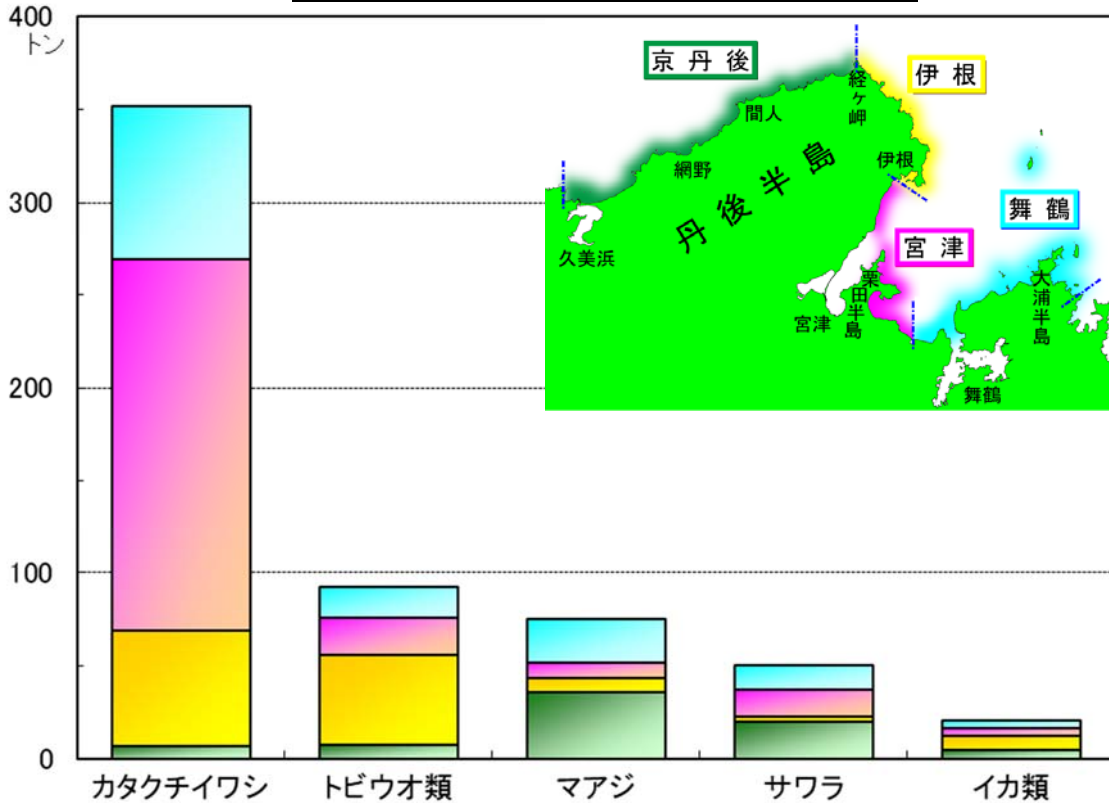 400
トン
300
200
100
0
カタクチイワシ
トビウオ類
マアジ
サワラ
イカ類
京丹後
伊根
経ヶ岬
間人
網野
伊根
丹後半島
久美浜
舞鶴
宮津
栗田半島
宮津
大浦半島
舞鶴